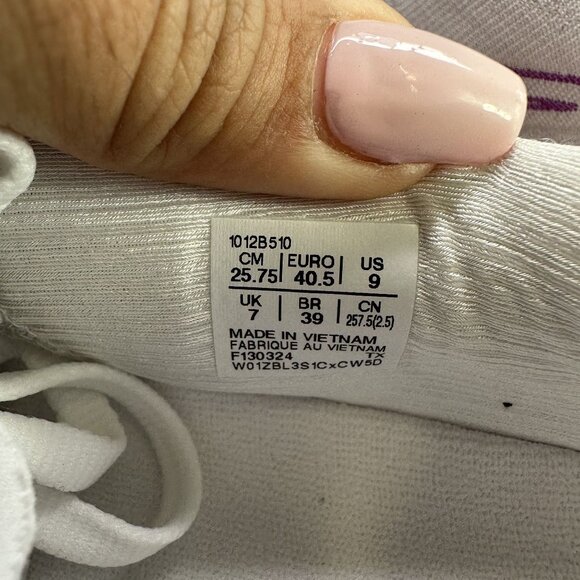 1012B510
CM | EURO | US
25.75 | 40.5 | 9
UK | BR | CN
7 | 39 | 257.5(2.5)
MADE IN VIETNAM
FABRIQUE AU VIETNAM
F130324 TX
W01ZBL3S1CxCW5D